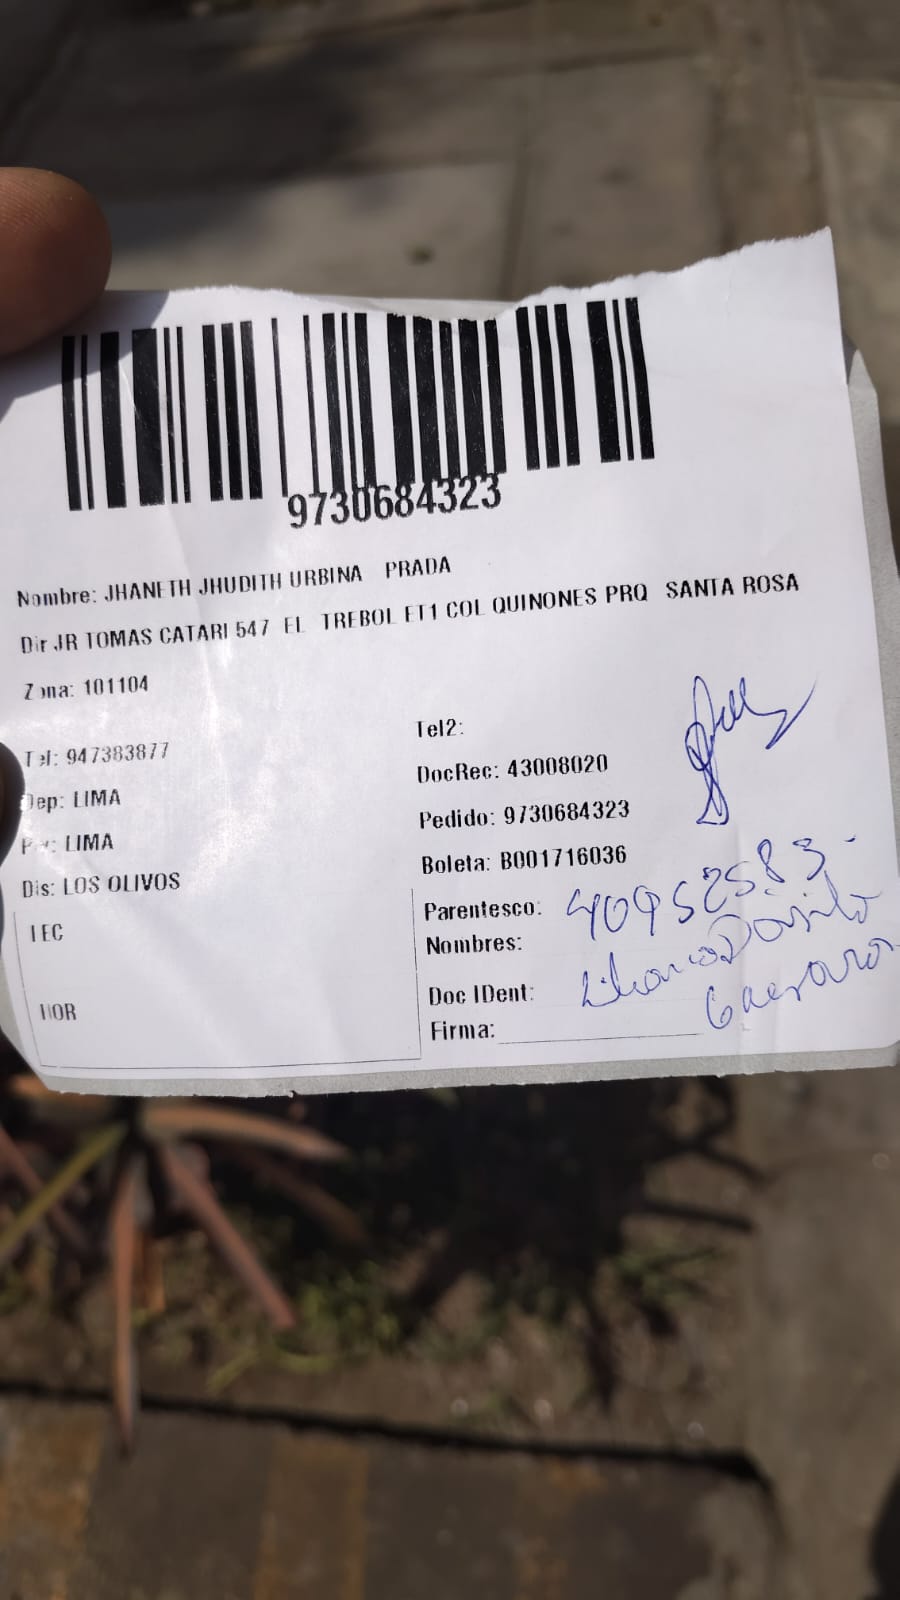 9730684323
Nombre: JHANETH JHUDITH URBINA PRADA
Dir JR TOMAS CATARI 547 EL TREBOL ET1 COL QUINONES PRQ SANTA ROSA
Zona: 101104
Tel: 947383877
Dep: LIMA
LIMA
Dis: LOS OLIVOS
Tel2:
DocRec: 43008020
Pedido: 9730684323
Boleta: B001716036
Parentesco: 40952583.
Nombres:
Doc IDent:
Firma: